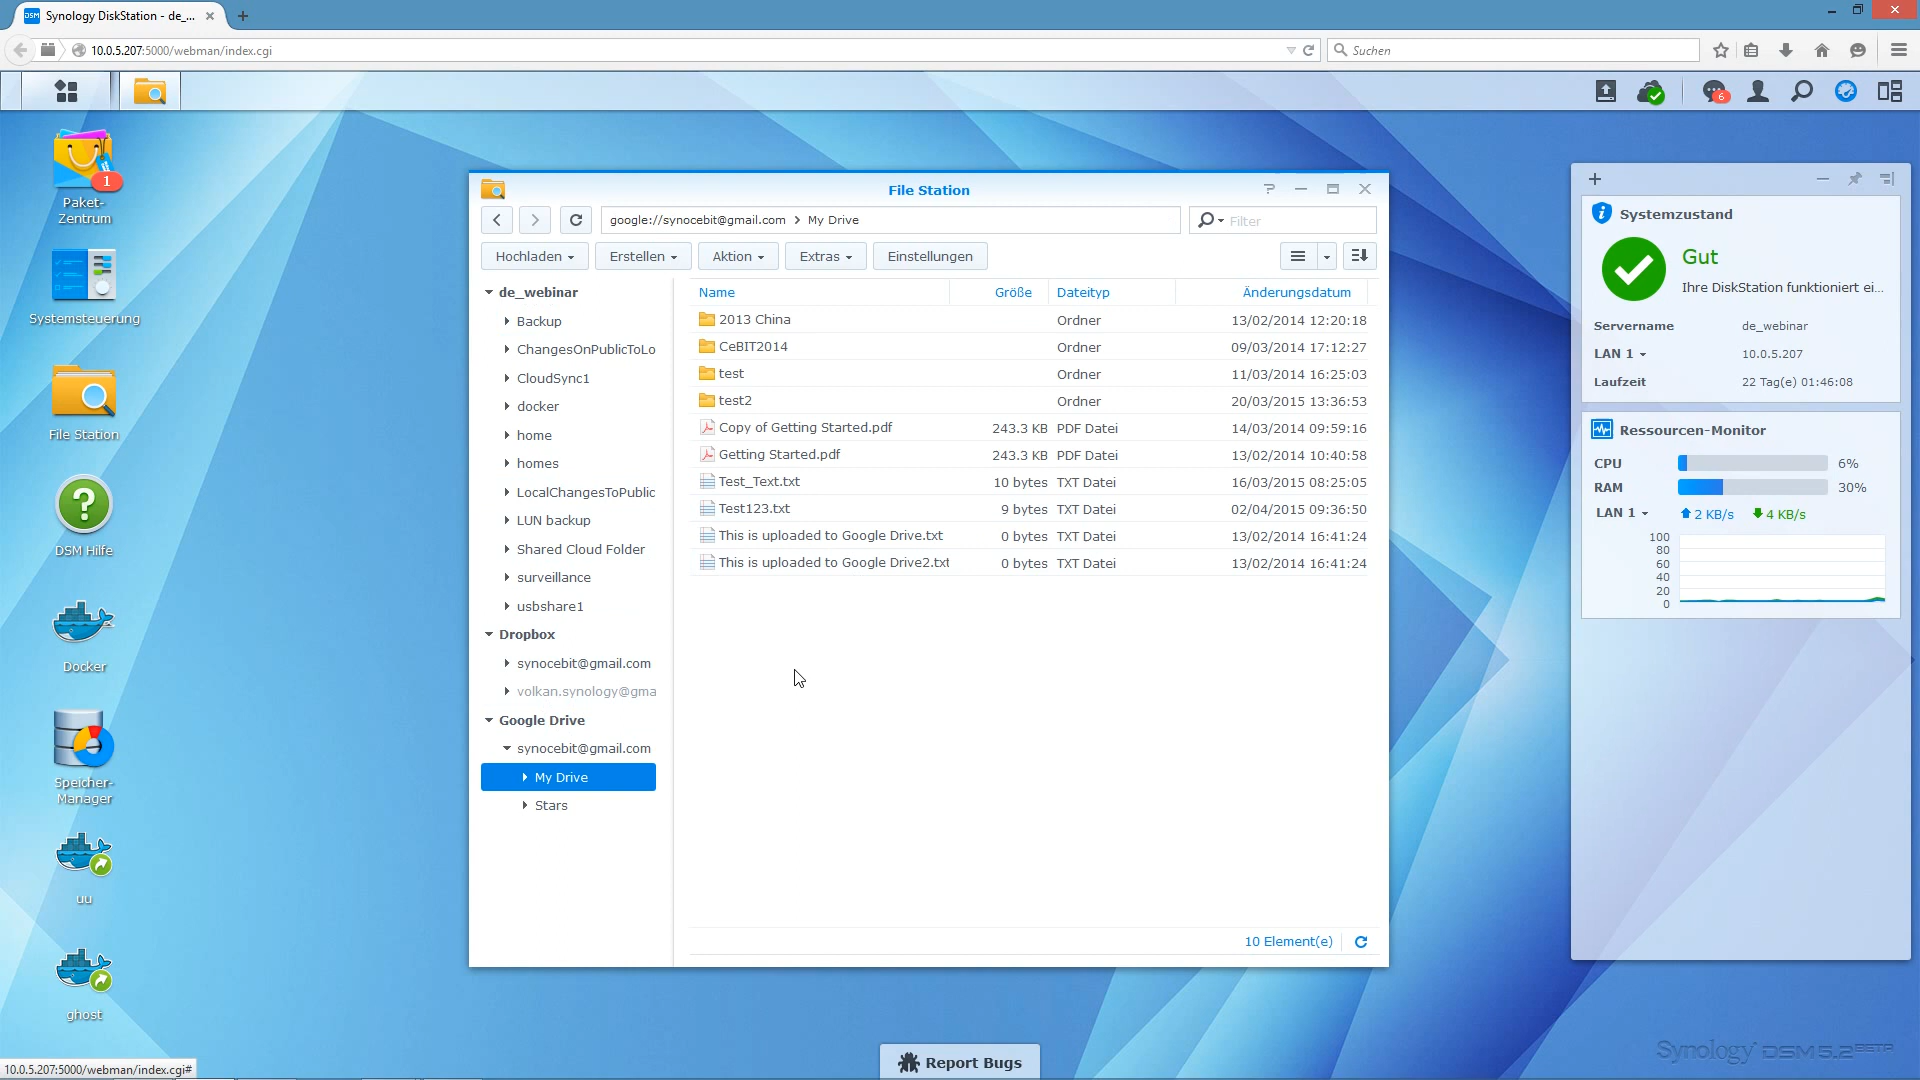 Synology DiskStation - de_...
10.0.5.207:5000/webman/index.cgi
Suchen
6
1
Paket-
Zentrum
Systemsteuerung
File Station
DSM Hilfe
Docker
Speicher-
Manager
uu
ghost
File Station
google://synocebit@gmail.com > My Drive
Filter
Hochladen
Erstellen
Aktion
Extras
Einstellungen
de_webinar
Backup
ChangesOnPublicToLo
CloudSync1
docker
home
homes
LocalChangesToPublic
LUN backup
Shared Cloud Folder
surveillance
usbshare1
Dropbox
synocebit@gmail.com
volkan.synology@gma
Google Drive
synocebit@gmail.com
My Drive
Stars
Name Größe Dateityp Änderungsdatum
2013 China Ordner 13/02/2014 12:20:18
CeBIT2014 Ordner 09/03/2014 17:12:27
test Ordner 11/03/2014 16:25:03
test2 Ordner 20/03/2015 13:36:53
Copy of Getting Started.pdf 243.3 KB PDF Datei 14/03/2014 09:59:16
Getting Started.pdf 243.3 KB PDF Datei 13/02/2014 10:40:58
Test_Text.txt 10 bytes TXT Datei 16/03/2015 08:25:05
Test123.txt 9 bytes TXT Datei 02/04/2015 09:36:50
This is uploaded to Google Drive.txt 0 bytes TXT Datei 13/02/2014 16:41:24
This is uploaded to Google Drive2.txt 0 bytes TXT Datei 13/02/2014 16:41:24
10 Element(e)
Systemzustand
Gut
Ihre DiskStation funktioniert ei...
Servername de_webinar
LAN 1 10.0.5.207
Laufzeit 22 Tag(e) 01:46:08
Ressourcen-Monitor
CPU 6%
RAM 30%
LAN 1 2 KB/s 4 KB/s
100
80
60
40
20
0
Report Bugs
Synology DSM 5.2 BETA
10.0.5.207:5000/webman/index.cgi#